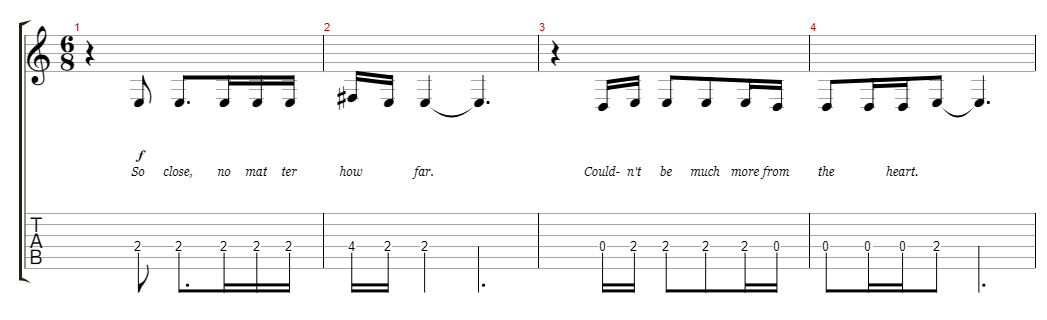 1 2 3 4
6
8
f
So close, no mat ter how far. Could- n't be much more from the heart.
T
A
B
2 2 2 2 2 4 2 2 0 2 2 2 2 0 0 0 0 2